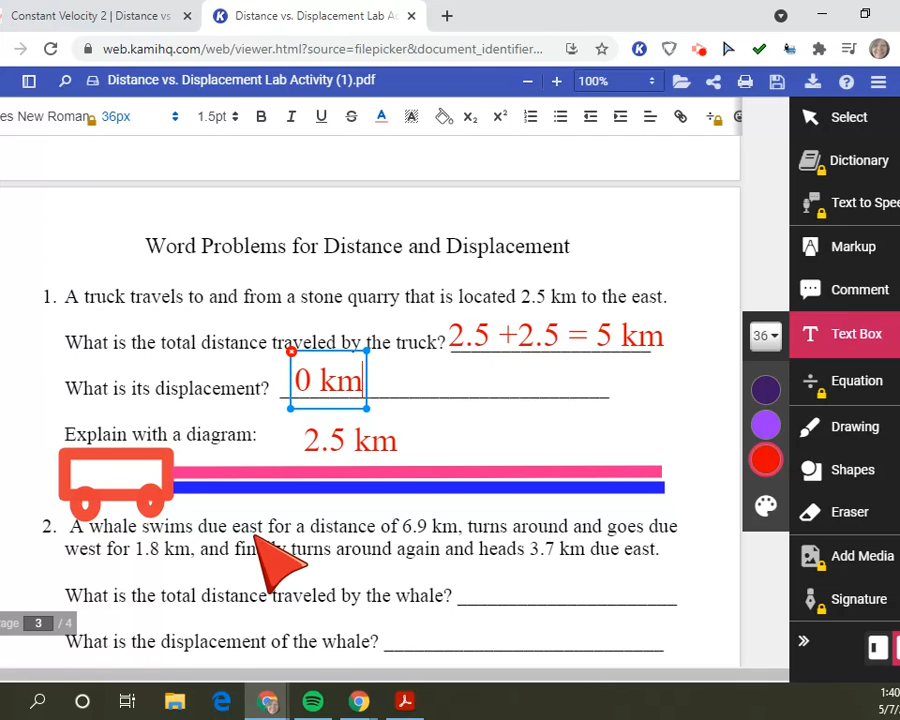 Constant Velocity 2 | Distance vs
Distance vs. Displacement Lab Ac
web.kamihq.com/web/viewer.html?source=filepicker&document_identifier...
Distance vs. Displacement Lab Activity (1).pdf
100%
es New Roman 36px 1.5pt B I U S A X₂ X²
Select
Dictionary
Text to Spee
Markup
Comment
36
Text Box
Equation
Drawing
Shapes
Eraser
Add Media
Signature
Word Problems for Distance and Displacement
1. A truck travels to and from a stone quarry that is located 2.5 km to the east.
What is the total distance traveled by the truck? 2.5 +2.5 = 5 km
What is its displacement? 0 km
Explain with a diagram: 2.5 km
2. A whale swims due east for a distance of 6.9 km, turns around and goes due
west for 1.8 km, and finally turns around again and heads 3.7 km due east.
What is the total distance traveled by the whale?
age 3 / 4
What is the displacement of the whale?
1:40
5/7/